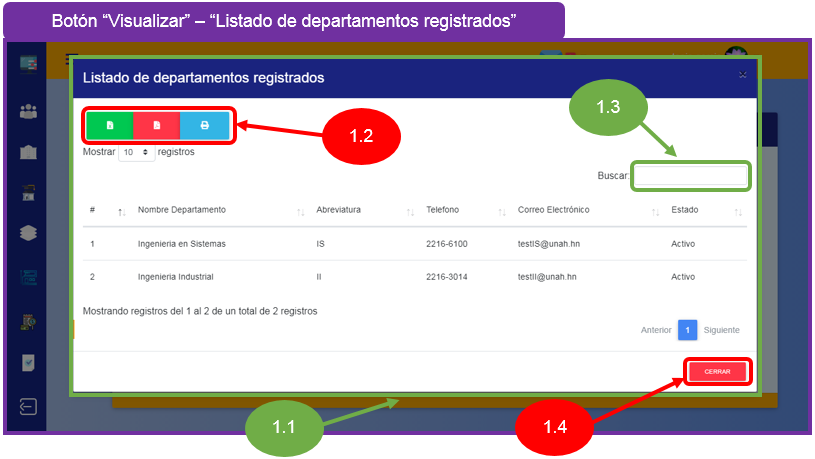 Botón “Visualizar” – “Listado de departamentos registrados”
Listado de departamentos registrados
×
1.3
1.2
Mostrar 10 registros
Buscar:
# Nombre Departamento Abreviatura Telefono Correo Electrónico Estado
1 Ingenieria en Sistemas IS 2216-6100 testIS@unah.hn Activo
2 Ingenieria Industrial II 2216-3014 testII@unah.hn Activo
Mostrando registros del 1 al 2 de un total de 2 registros
Anterior 1 Siguiente
CERRAR
1.1
1.4